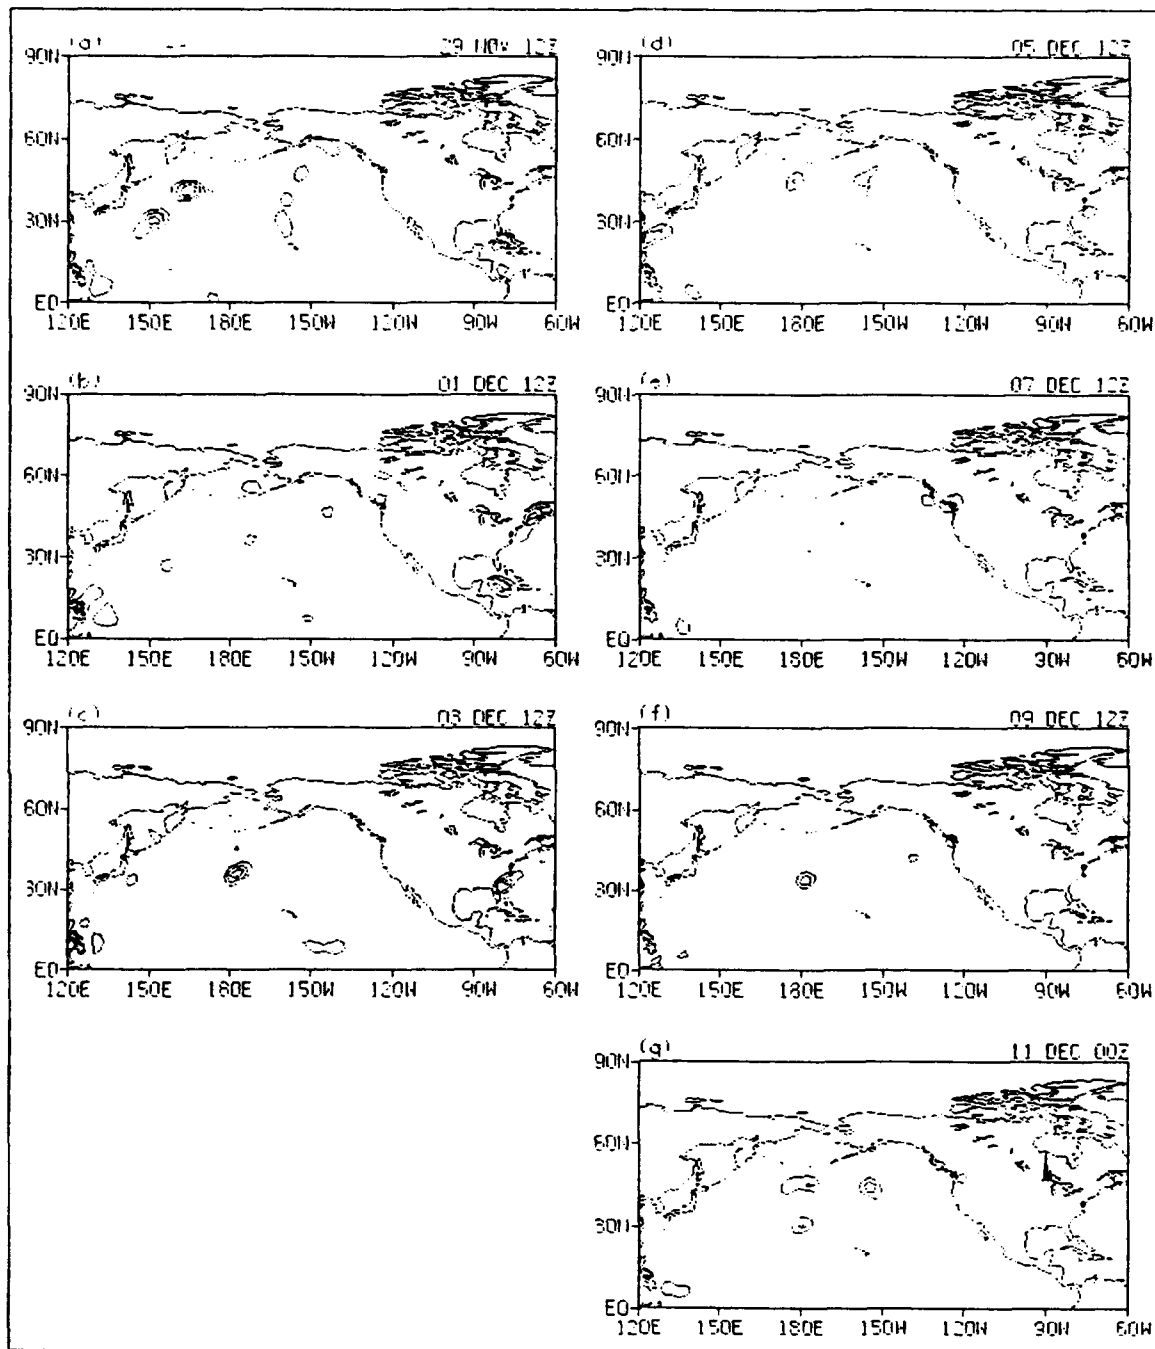 (a) 29 NOV 12Z
90N
60N
30N
EQ
120E 150E 180E 150W 120W 90W 60W
(b) 01 DEC 12Z
90N
60N
30N
EQ
120E 150E 180E 150W 120W 90W 60W
(c) 03 DEC 12Z
90N
60N
30N
EQ
120E 150E 180E 150W 120W 90W 60W
(d) 05 DEC 12Z
90N
60N
30N
EQ
120E 150E 180E 150W 120W 90W 60W
(e) 07 DEC 12Z
90N
60N
30N
EQ
120E 150E 180E 150W 120W 90W 60W
(f) 09 DEC 12Z
90N
60N
30N
EQ
120E 150E 180E 150W 120W 90W 60W
(g) 11 DEC 00Z
90N
60N
30N
EQ
120E 150E 180E 150W 120W 90W 60W